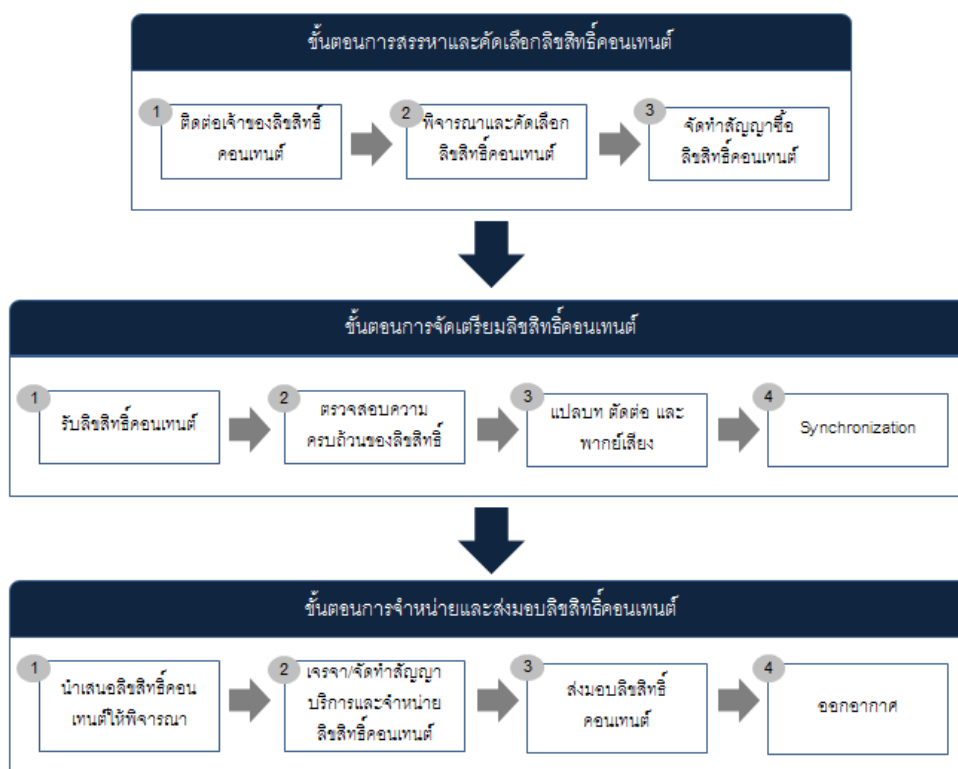 ขั้นตอนการสรรหาและคัดเลือกลิขสิทธิ์คอนเทนต์
1
ติดต่อเจ้าของลิขสิทธิ์
คอนเทนต์
2
พิจารณาและคัดเลือก
ลิขสิทธิ์คอนเทนต์
3
จัดทำสัญญาซื้อ
ลิขสิทธิ์คอนเทนต์
ขั้นตอนการจัดเตรียมลิขสิทธิ์คอนเทนต์
1
รับลิขสิทธิ์คอนเทนต์
2
ตรวจสอบความ
ครบถ้วนของลิขสิทธิ์
3
แปลบท ตัดต่อ และ
พากย์เสียง
4
Synchronization
ขั้นตอนการจำหน่ายและส่งมอบลิขสิทธิ์คอนเทนต์
1
นำเสนอลิขสิทธิ์คอน
เทนต์ให้พิจารณา
2
เจรจา/จัดทำสัญญา
บริการและจำหน่าย
ลิขสิทธิ์คอนเทนต์
3
ส่งมอบลิขสิทธิ์
คอนเทนต์
4
ออกอากาศ